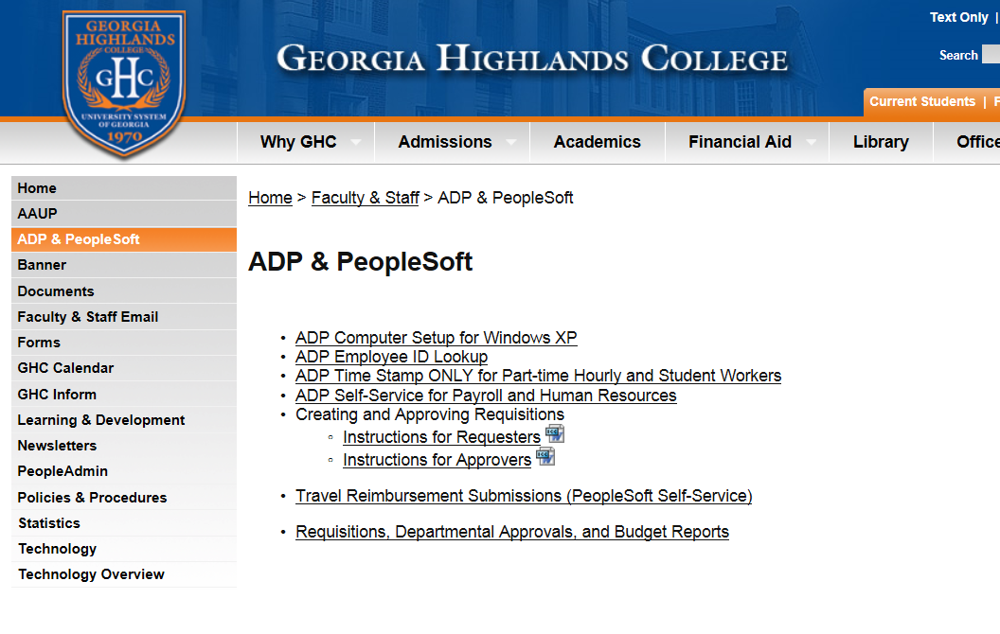 GEORGIA
HIGHLANDS
COLLEGE
GHC
UNIVERSITY SYSTEM
OF GEORGIA
1970
GEORGIA HIGHLANDS COLLEGE
Text Only |
Search
Current Students |
Why GHC
Admissions
Academics
Financial Aid
Library
Office
Home
AAUP
ADP & PeopleSoft
Banner
Documents
Faculty & Staff Email
Forms
GHC Calendar
GHC Inform
Learning & Development
Newsletters
PeopleAdmin
Policies & Procedures
Statistics
Technology
Technology Overview
Home > Faculty & Staff > ADP & PeopleSoft
ADP & PeopleSoft
• ADP Computer Setup for Windows XP
• ADP Employee ID Lookup
• ADP Time Stamp ONLY for Part-time Hourly and Student Workers
• ADP Self-Service for Payroll and Human Resources
• Creating and Approving Requisitions
◦ Instructions for Requesters
◦ Instructions for Approvers
• Travel Reimbursement Submissions (PeopleSoft Self-Service)
• Requisitions, Departmental Approvals, and Budget Reports